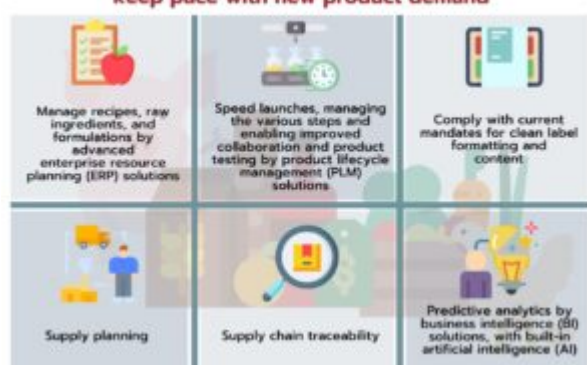 keep pace with new product demand
Manage recipes, raw
ingredients, and
formulations by
advanced
enterprise resource
planning (ERP) solutions
Speed launches, managing
the various steps and
enabling improved
collaboration and product
testing by product lifecycle
management (PLM)
solutions
Comply with current
mandates for clean label
formatting and
content
Supply planning
Supply chain traceability
Predictive analytics by
business intelligence (BI)
solutions, with built-in
artificial intelligence (AI)